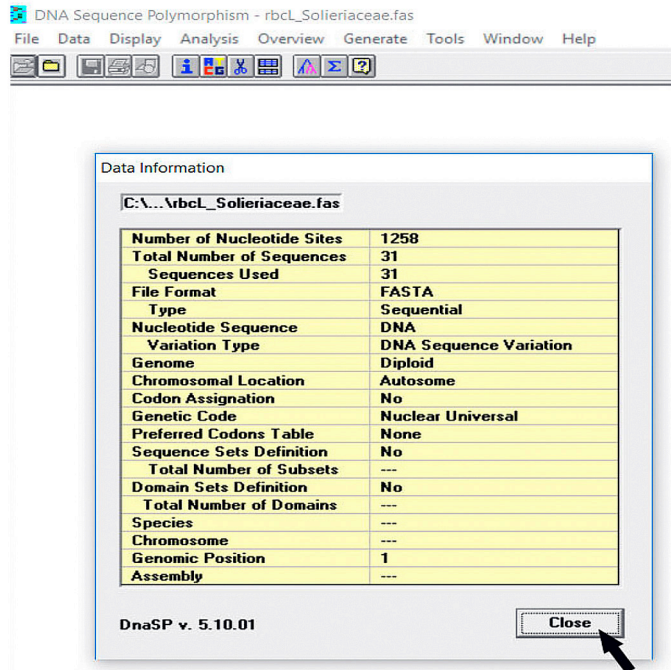 DNA Sequence Polymorphism - rbcL_Solieriaceae.fas
File Data Display Analysis Overview Generate Tools Window Help
Data Information
C:\...\rbcL_Solieriaceae.fas
Number of Nucleotide Sites 1258
Total Number of Sequences 31
Sequences Used 31
File Format FASTA
Type Sequential
Nucleotide Sequence DNA
Variation Type DNA Sequence Variation
Genome Diploid
Chromosomal Location Autosome
Codon Assignation No
Genetic Code Nuclear Universal
Preferred Codons Table None
Sequence Sets Definition No
Total Number of Subsets ---
Domain Sets Definition No
Total Number of Domains ---
Species ---
Chromosome ---
Genomic Position 1
Assembly ---
DnaSP v. 5.10.01 Close